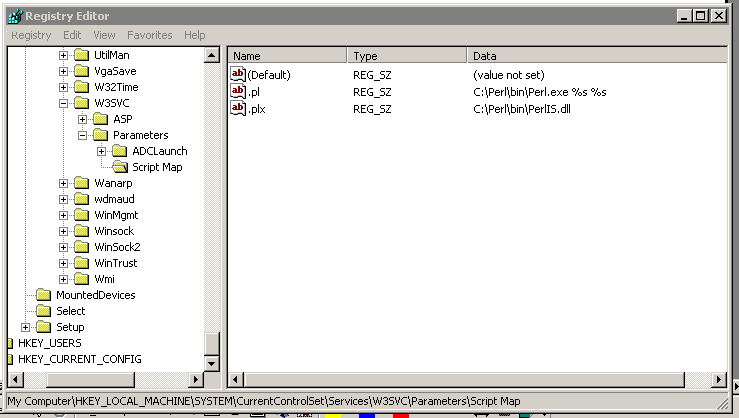 Registry Editor
Registry Edit View Favorites Help
UtilMan
VgaSave
W32Time
W3SVC
ASP
Parameters
ADCLaunch
Script Map
Wanarp
wdmaud
WinMgmt
Winsock
WinSock2
WinTrust
Wmi
MountedDevices
Select
Setup
HKEY_USERS
HKEY_CURRENT_CONFIG
Name Type Data
ab (Default) REG_SZ (value not set)
ab .pl REG_SZ C:\Perl\bin\Perl.exe %s %s
ab .plx REG_SZ C:\Perl\bin\PerlIS.dll
My Computer\HKEY_LOCAL_MACHINE\SYSTEM\CurrentControlSet\Services\W3SVC\Parameters\Script Map